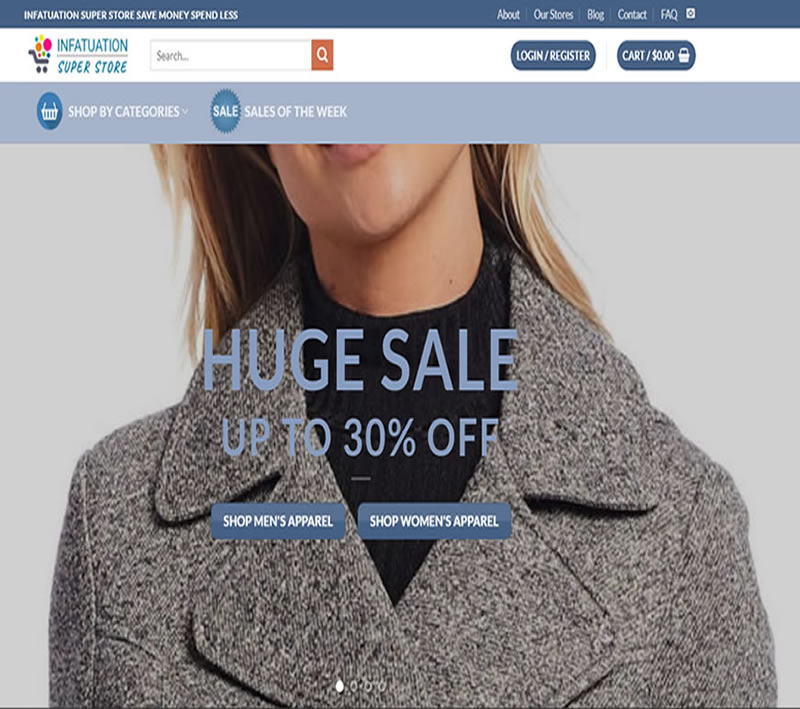 INFATUATION SUPER STORE SAVE MONEY SPEND LESS
About Our Stores Blog Contact FAQ
INFATUATION
SUPER STORE
Search...
LOGIN / REGISTER
CART / $0.00
SHOP BY CATEGORIES
SALE
SALES OF THE WEEK
HUGE SALE
UP TO 30% OFF
SHOP MEN'S APPAREL
SHOP WOMEN'S APPAREL